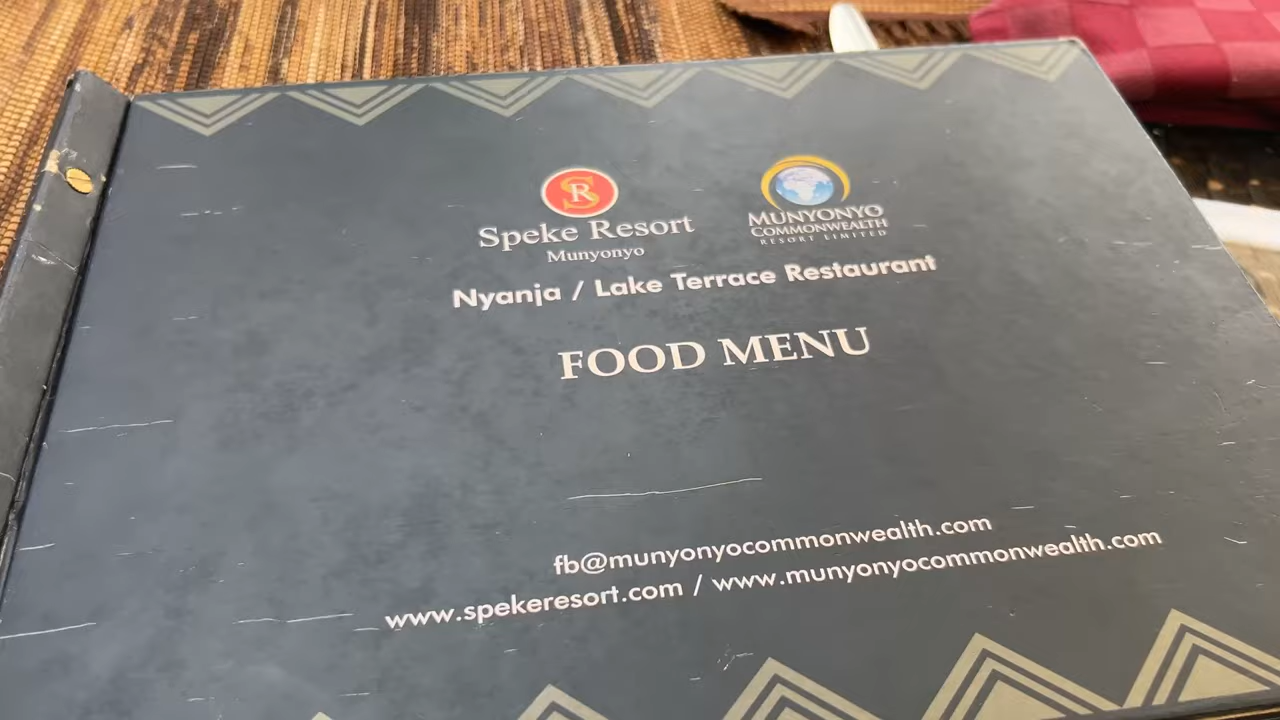 SR
Speke Resort
Munyonyo
MUNYONYO
COMMONWEALTH
RESORT LIMITED
Nyanja / Lake Terrace Restaurant
FOOD MENU
fb@munyonyocommonwealth.com
www.spekeresort.com / www.munyonyocommonwealth.com